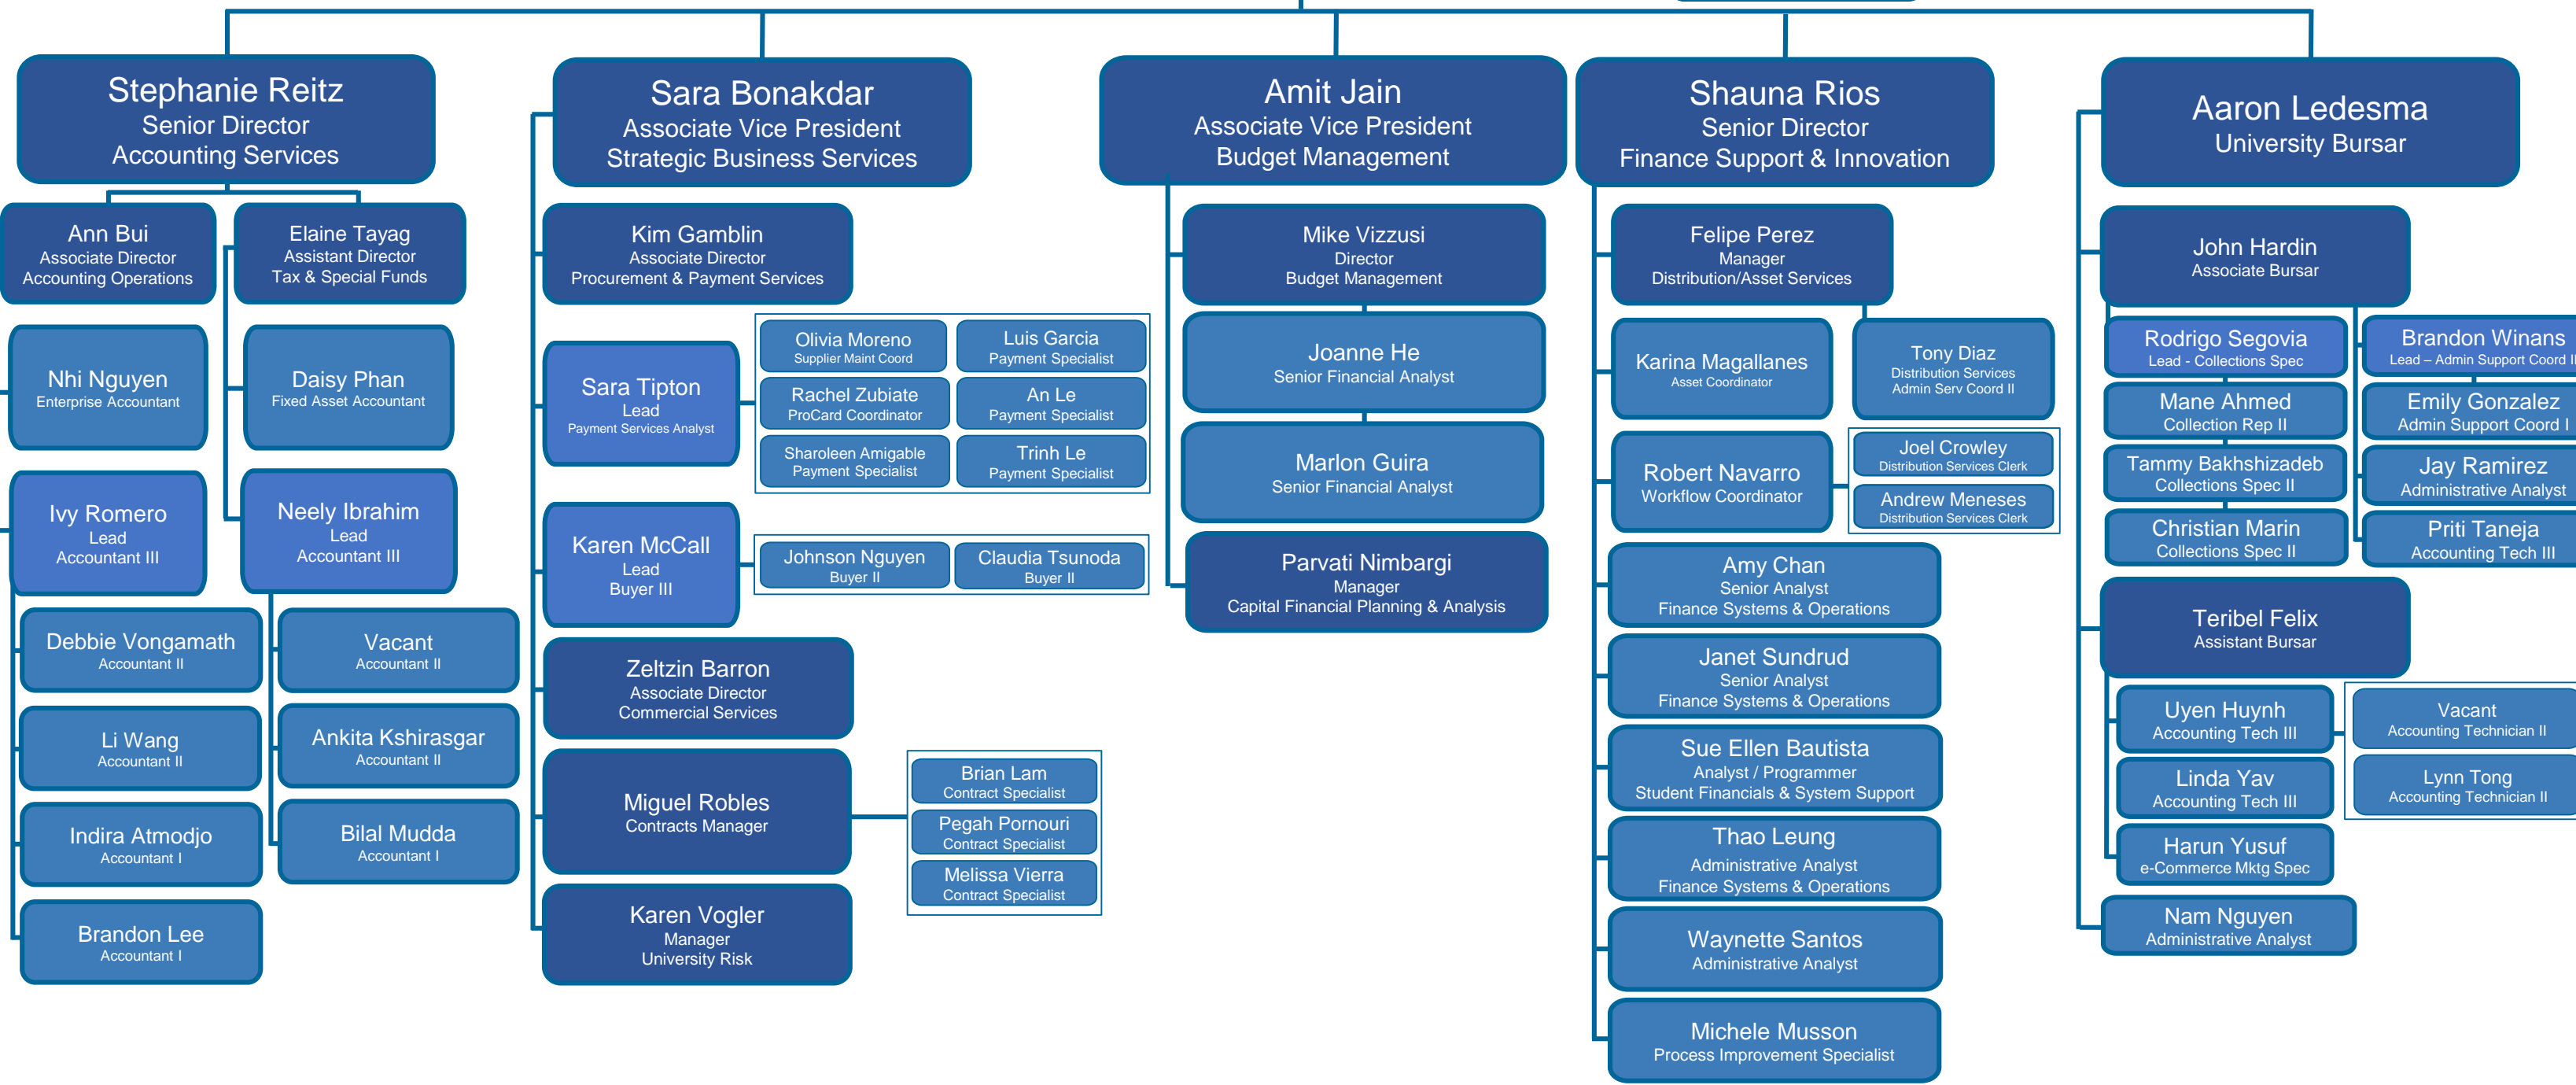 Stephanie Reitz
Senior Director
Accounting Services
Ann Bui
Associate Director
Accounting Operations
Elaine Tayag
Assistant Director
Tax & Special Funds
Nhi Nguyen
Enterprise Accountant
Daisy Phan
Fixed Asset Accountant
Ivy Romero
Lead
Accountant III
Neely Ibrahim
Lead
Accountant III
Debbie Vongamath
Accountant II
Li Wang
Accountant II
Indira Atmodjo
Accountant I
Brandon Lee
Accountant I
Vacant
Accountant II
Ankita Kshirasgar
Accountant II
Bilal Mudda
Accountant I
Sara Bonakdar
Associate Vice President
Strategic Business Services
Kim Gamblin
Associate Director
Procurement & Payment Services
Sara Tipton
Lead
Payment Services Analyst
Olivia Moreno
Supplier Maint Coord
Luis Garcia
Payment Specialist
Rachel Zubiate
ProCard Coordinator
An Le
Payment Specialist
Sharoleen Amigable
Payment Specialist
Trinh Le
Payment Specialist
Karen McCall
Lead
Buyer III
Johnson Nguyen
Buyer II
Claudia Tsunoda
Buyer II
Zeltzin Barron
Associate Director
Commercial Services
Miguel Robles
Contracts Manager
Brian Lam
Contract Specialist
Pegah Pornouri
Contract Specialist
Melissa Vierra
Contract Specialist
Karen Vogler
Manager
University Risk
Amit Jain
Associate Vice President
Budget Management
Mike Vizzusi
Director
Budget Management
Joanne He
Senior Financial Analyst
Marlon Guira
Senior Financial Analyst
Parvati Nimbargi
Manager
Capital Financial Planning & Analysis
Shauna Rios
Senior Director
Finance Support & Innovation
Felipe Perez
Manager
Distribution/Asset Services
Karina Magallanes
Asset Coordinator
Tony Diaz
Distribution Services
Admin Serv Coord II
Robert Navarro
Workflow Coordinator
Joel Crowley
Distribution Services Clerk
Andrew Meneses
Distribution Services Clerk
Amy Chan
Senior Analyst
Finance Systems & Operations
Janet Sundrud
Senior Analyst
Finance Systems & Operations
Sue Ellen Bautista
Analyst / Programmer
Student Financials & System Support
Thao Leung
Administrative Analyst
Finance Systems & Operations
Waynette Santos
Administrative Analyst
Michele Musson
Process Improvement Specialist
Aaron Ledesma
University Bursar
John Hardin
Associate Bursar
Rodrigo Segovia
Lead - Collections Spec
Mane Ahmed
Collection Rep II
Tammy Bakhshizadeb
Collections Spec II
Christian Marin
Collections Spec II
Brandon Winans
Lead – Admin Support Coord
Emily Gonzalez
Admin Support Coord I
Jay Ramirez
Administrative Analyst
Priti Taneja
Accounting Tech III
Teribel Felix
Assistant Bursar
Uyen Huynh
Accounting Tech III
Vacant
Accounting Technician II
Lynn Tong
Accounting Technician II
Linda Yav
Accounting Tech III
Harun Yusuf
e-Commerce Mktg Spec
Nam Nguyen
Administrative Analyst